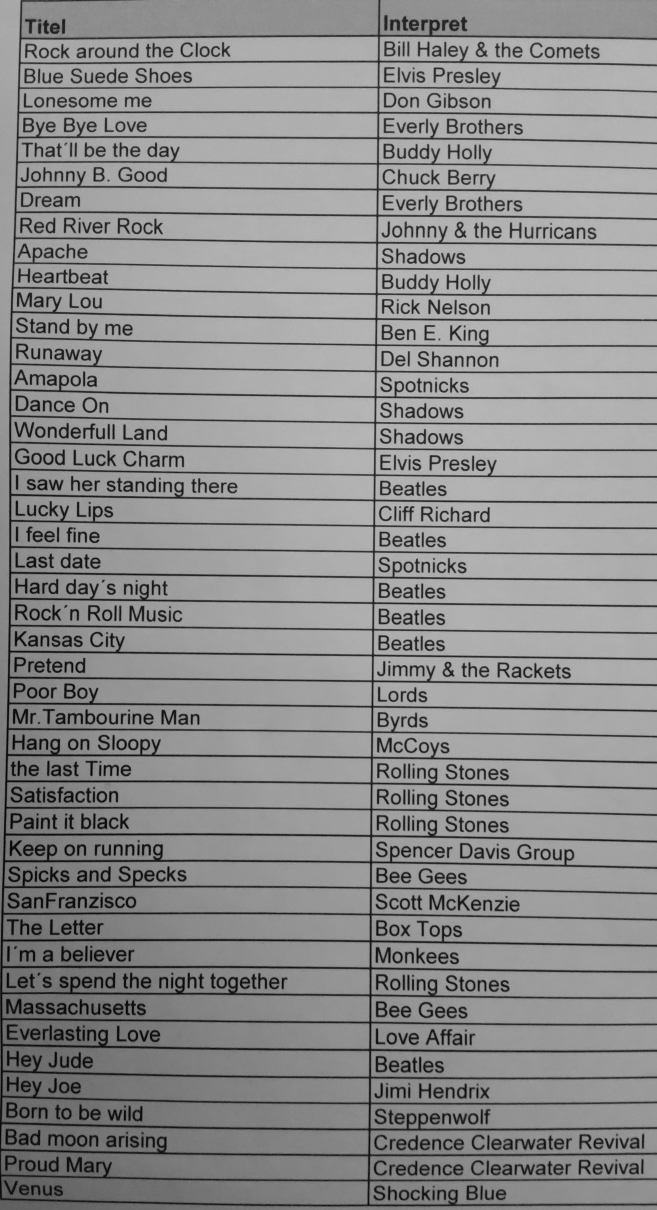 Titel Interpret
Rock around the Clock Bill Haley & the Comets
Blue Suede Shoes Elvis Presley
Lonesome me Don Gibson
Bye Bye Love Everly Brothers
That´ll be the day Buddy Holly
Johnny B. Good Chuck Berry
Dream Everly Brothers
Red River Rock Johnny & the Hurricans
Apache Shadows
Heartbeat Buddy Holly
Mary Lou Rick Nelson
Stand by me Ben E. King
Runaway Del Shannon
Amapola Spotnicks
Dance On Shadows
Wonderfull Land Shadows
Good Luck Charm Elvis Presley
I saw her standing there Beatles
Lucky Lips Cliff Richard
I feel fine Beatles
Last date Spotnicks
Hard day´s night Beatles
Rock´n Roll Music Beatles
Kansas City Beatles
Pretend Jimmy & the Rackets
Poor Boy Lords
Mr.Tambourine Man Byrds
Hang on Sloopy McCoys
the last Time Rolling Stones
Satisfaction Rolling Stones
Paint it black Rolling Stones
Keep on running Spencer Davis Group
Spicks and Specks Bee Gees
SanFranzisco Scott McKenzie
The Letter Box Tops
I´m a believer Monkees
Let´s spend the night together Rolling Stones
Massachusetts Bee Gees
Everlasting Love Love Affair
Hey Jude Beatles
Hey Joe Jimi Hendrix
Born to be wild Steppenwolf
Bad moon arising Credence Clearwater Revival
Proud Mary Credence Clearwater Revival
Venus Shocking Blue